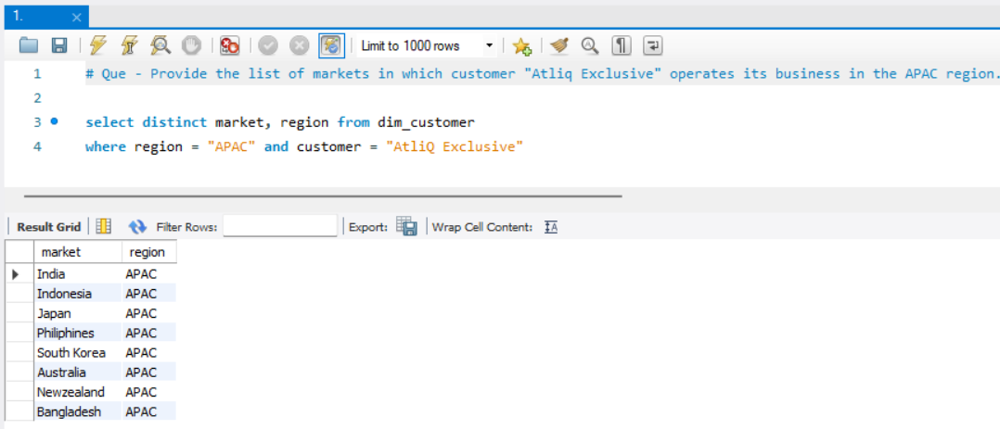 1.
Limit to 1000 rows
1 # Que - Provide the list of markets in which customer "Atliq Exclusive" operates its business in the APAC region.
2
3 select distinct market, region from dim_customer
4 where region = "APAC" and customer = "AtliQ Exclusive"
Result Grid Filter Rows: Export: Wrap Cell Content: IA
market region
India APAC
Indonesia APAC
Japan APAC
Philiphines APAC
South Korea APAC
Australia APAC
Newzealand APAC
Bangladesh APAC